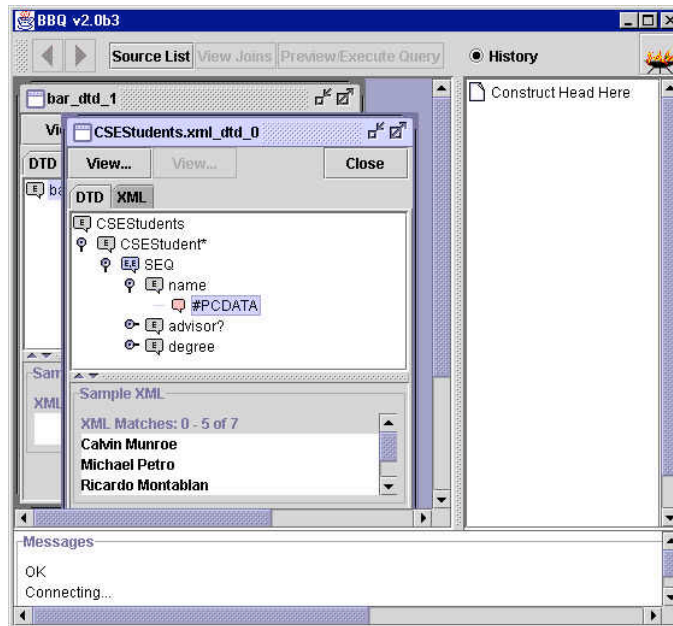 BBQ v2.0b3
Source List View Joins Preview/Execute Query History
bar_dtd_1
CSEStudents.xml_dtd_0
View... View... Close
DTD
DTD XML
E CSEStudents
E CSEStudent*
E,E SEQ
E name
#PCDATA
E advisor?
E degree
Sample XML
XML Matches: 0 - 5 of 7
XML
Calvin Munroe
Michael Petro
Ricardo Montablan
Construct Head Here
Messages
OK
Connecting...